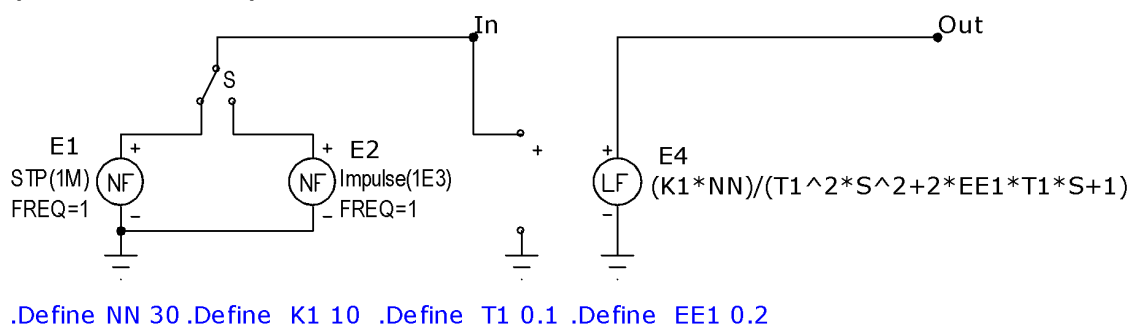 In
Out
S
E1
+
STP(1M)
NF
FREQ=1
−
+
E2
NF
Impulse(1E3)
− FREQ=1
+
+
E4
LF
(K1*NN)/(T1^2*S^2+2*EE1*T1*S+1)
−
.Define NN 30 .Define K1 10 .Define T1 0.1 .Define EE1 0.2